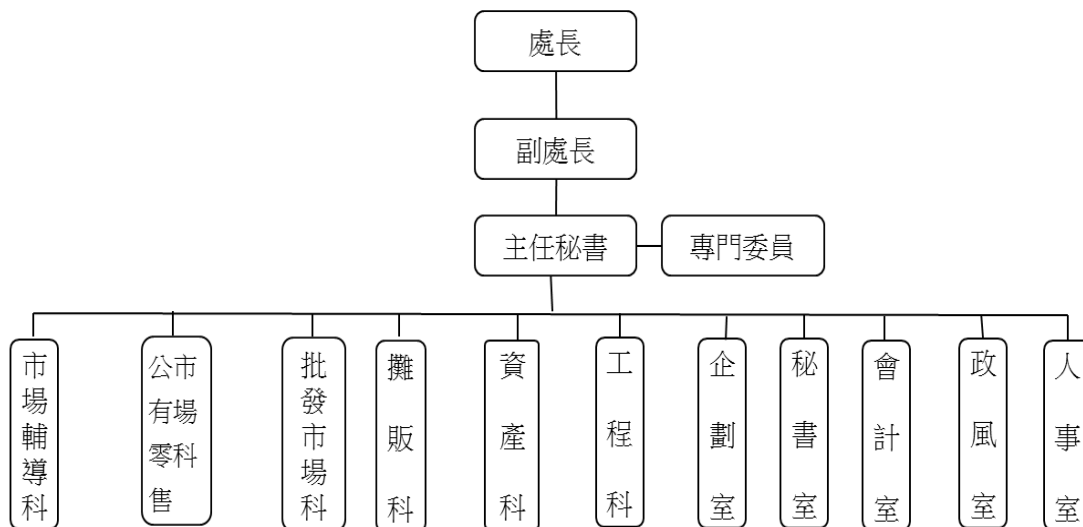 處長
副處長
主任秘書
專門委員
市場輔導科
公有零售
市場科
批發市場科
攤販科
資產科
工程科
企劃室
秘書室
會計室
政風室
人事室